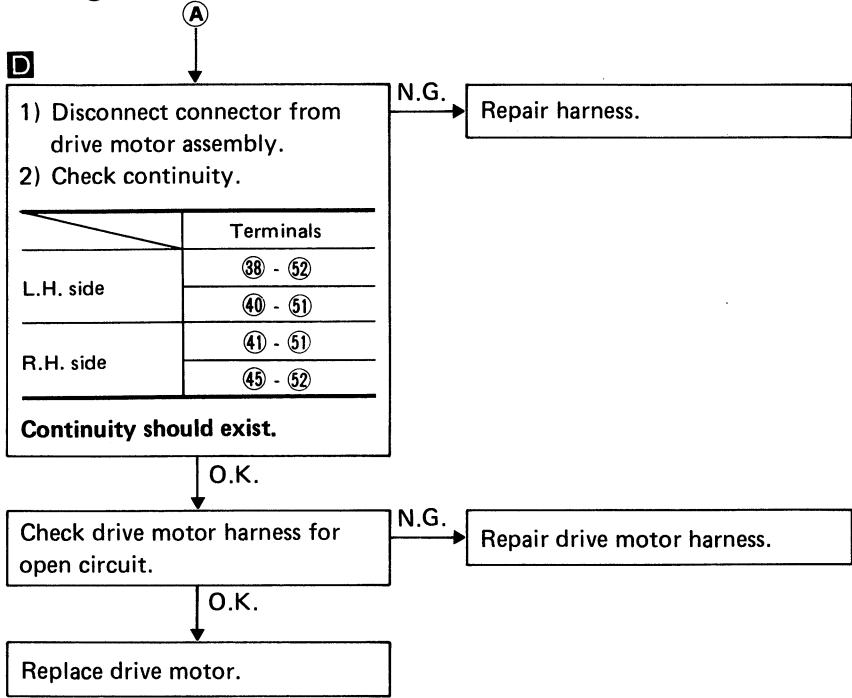 Ⓐ
D
1) Disconnect connector from
drive motor assembly.
2) Check continuity.
Terminals
L.H. side
㊳ - 52
㊵ - 51
R.H. side
㊶ - 51
㊺ - 52
Continuity should exist.
N.G.
Repair harness.
O.K.
Check drive motor harness for
open circuit.
N.G.
Repair drive motor harness.
O.K.
Replace drive motor.